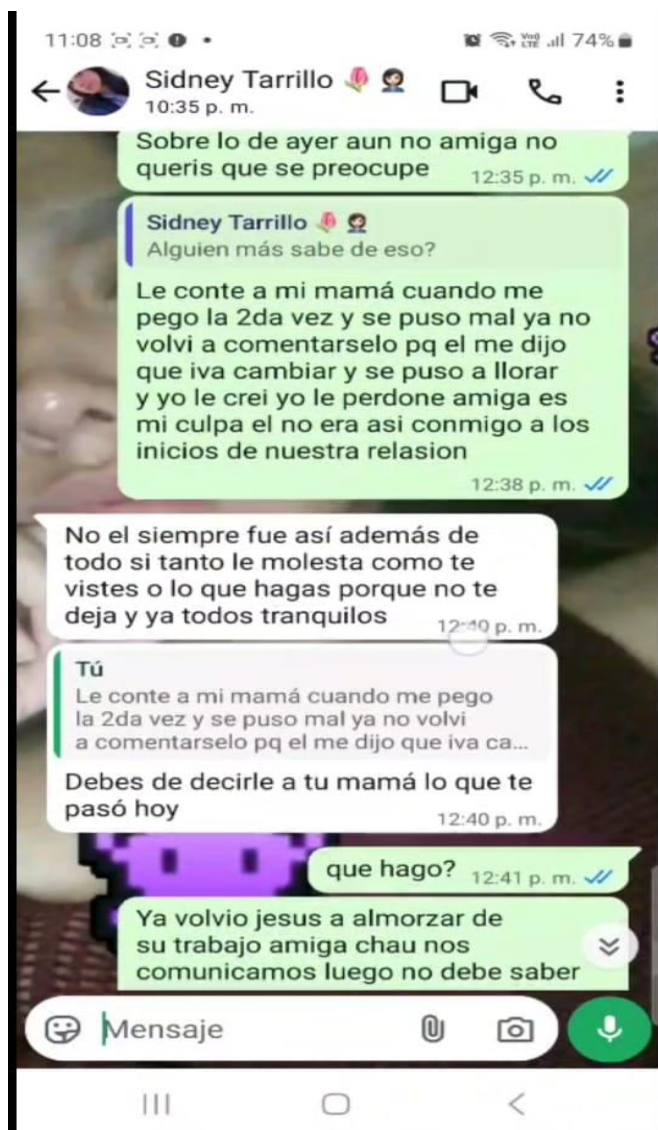 11:08
74%
Sidney Tarrillo
10:35 p. m.
Sobre lo de ayer aun no amiga no
queris que se preocupe
12:35 p. m.
Sidney Tarrillo
Alguien más sabe de eso?
Le conte a mi mamá cuando me
pego la 2da vez y se puso mal ya no
volvi a comentarselo pq el me dijo
que iva cambiar y se puso a llorar
y yo le crei yo le perdone amiga es
mi culpa el no era asi conmigo a los
inicios de nuestra relasion
12:38 p. m.
No el siempre fue así además de
todo si tanto le molesta como te
vistes o lo que hagas porque no te
deja y ya todos tranquilos
12:40 p. m.
Tú
Le conte a mi mamá cuando me pego
la 2da vez y se puso mal ya no volvi
a comentarselo pq el me dijo que iva ca...
Debes de decirle a tu mamá lo que te
pasó hoy
12:40 p. m.
que hago?
12:41 p. m.
Ya volvio jesus a almorzar de
su trabajo amiga chau nos
comunicamos luego no debe saber
Mensaje